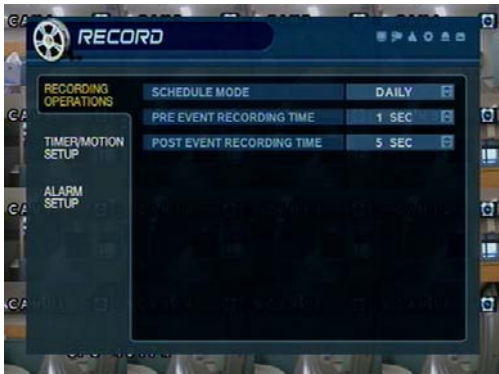 RECORD
RECORDING OPERATIONS
SCHEDULE MODE DAILY
PRE EVENT RECORDING TIME 1 SEC
POST EVENT RECORDING TIME 5 SEC
TIMER/MOTION SETUP
ALARM SETUP